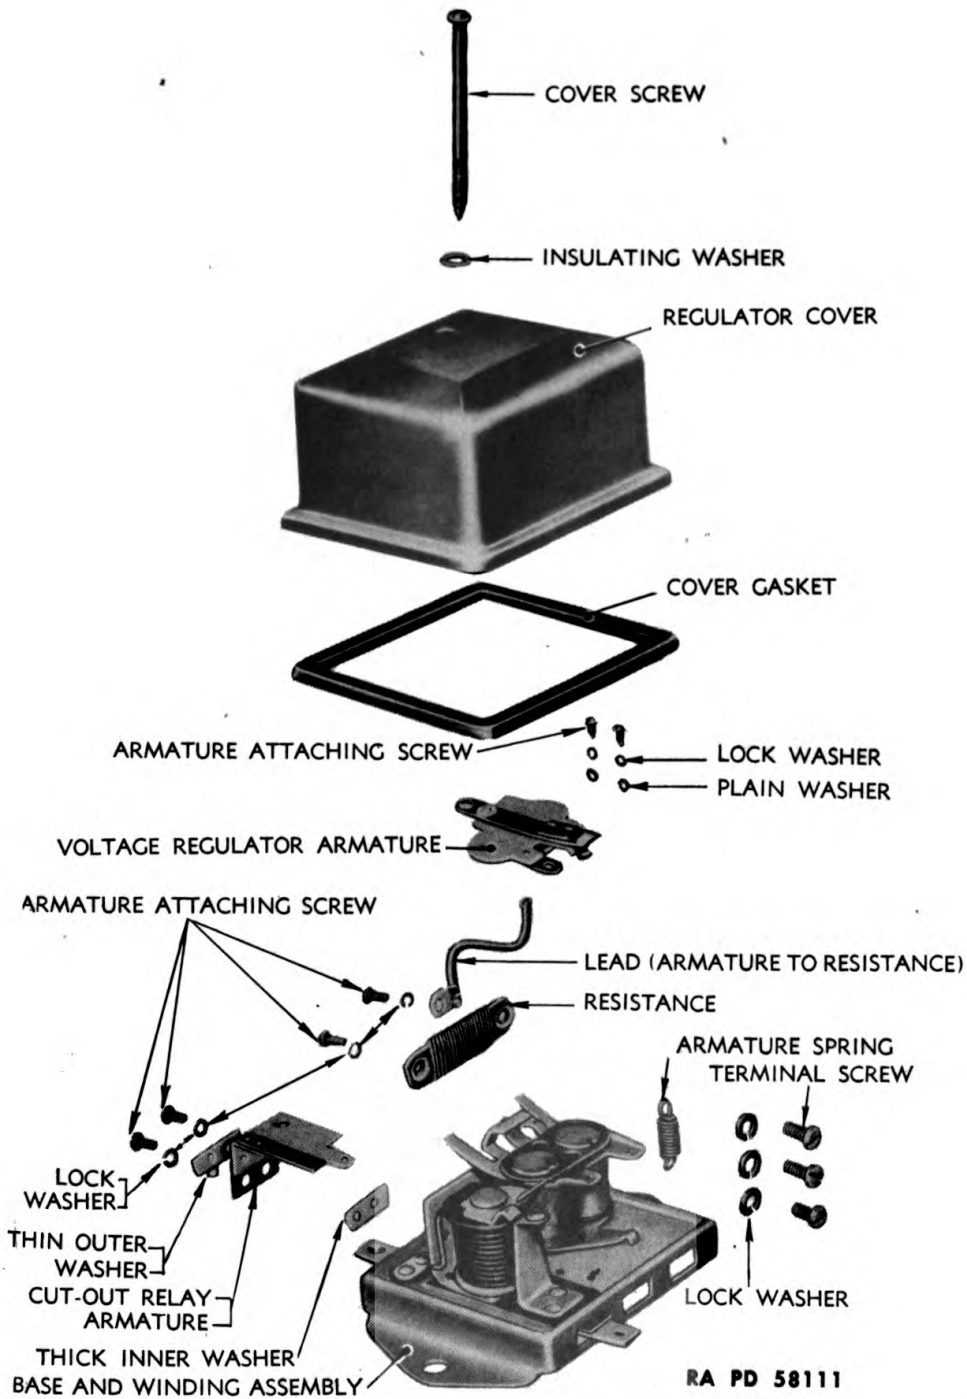 COVER SCREW
INSULATING WASHER
REGULATOR COVER
COVER GASKET
ARMATURE ATTACHING SCREW
LOCK WASHER
PLAIN WASHER
VOLTAGE REGULATOR ARMATURE
ARMATURE ATTACHING SCREW
LEAD (ARMATURE TO RESISTANCE)
RESISTANCE
ARMATURE SPRING
TERMINAL SCREW
LOCK
WASHER
THIN OUTER
WASHER
CUT-OUT RELAY
ARMATURE
LOCK WASHER
THICK INNER WASHER
BASE AND WINDING ASSEMBLY
RA PD 58111